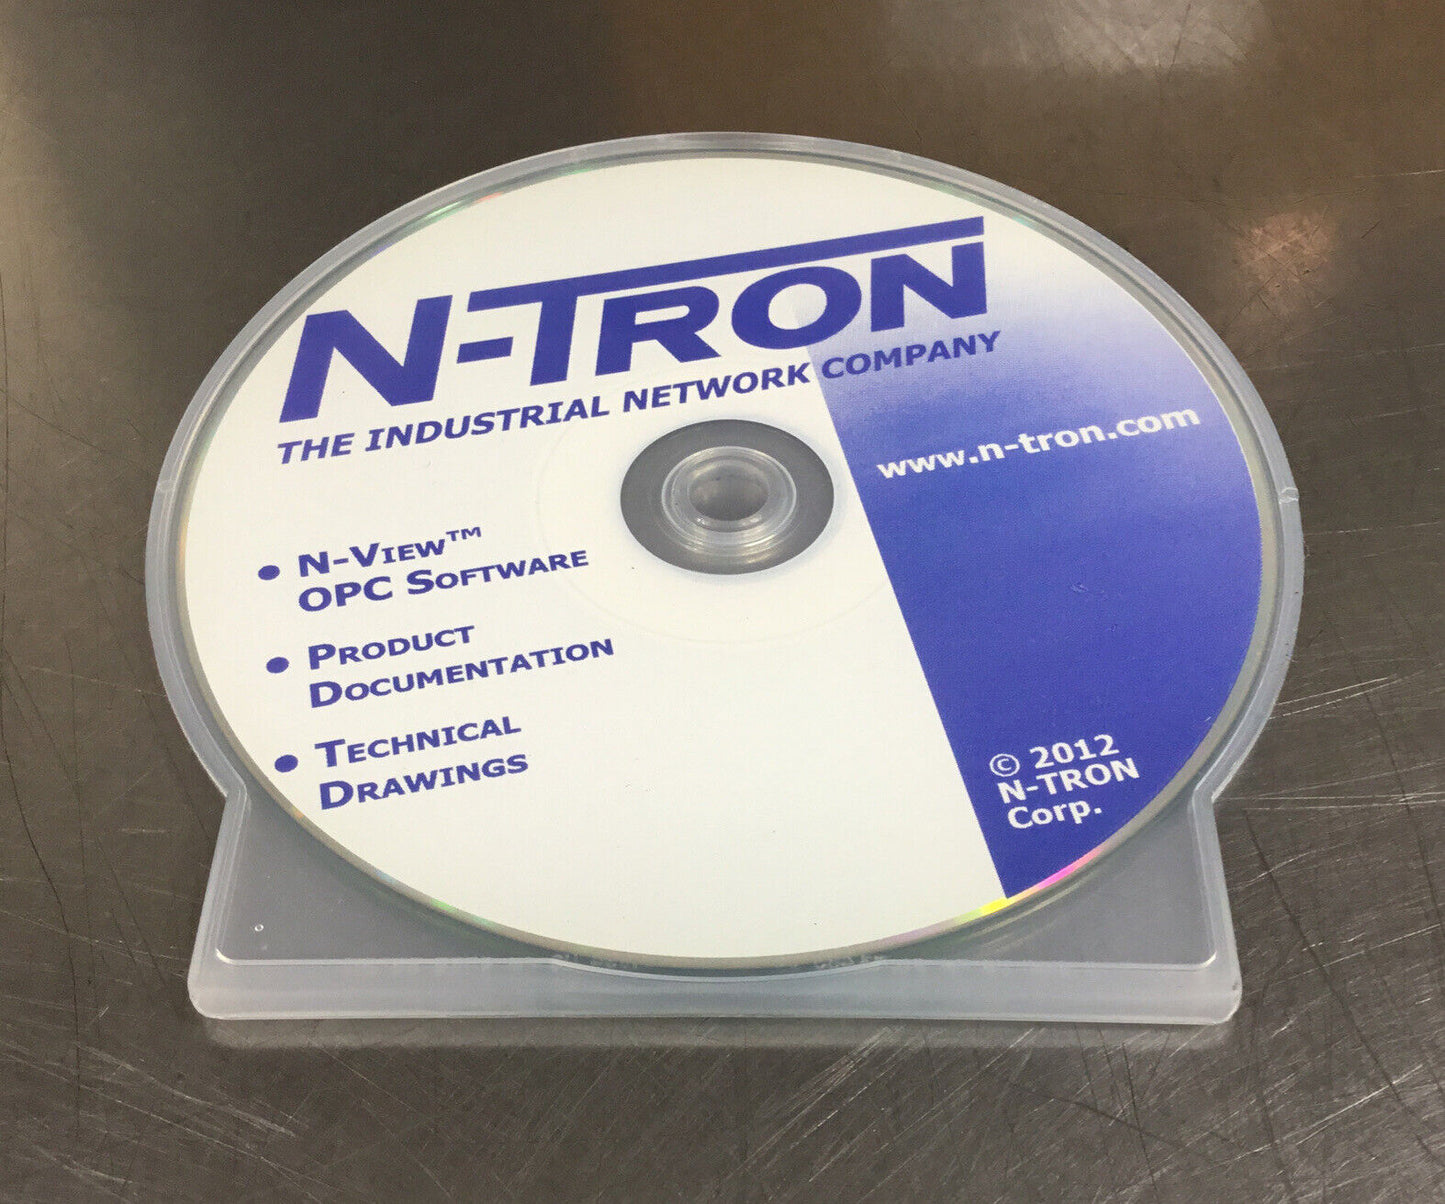 N-TRON
THE INDUSTRIAL NETWORK COMPANY
www.n-tron.com
• N-VIEW™
OPC SOFTWARE
• PRODUCT
DOCUMENTATION
• TECHNICAL
DRAWINGS
© 2012
N-TRON
Corp.